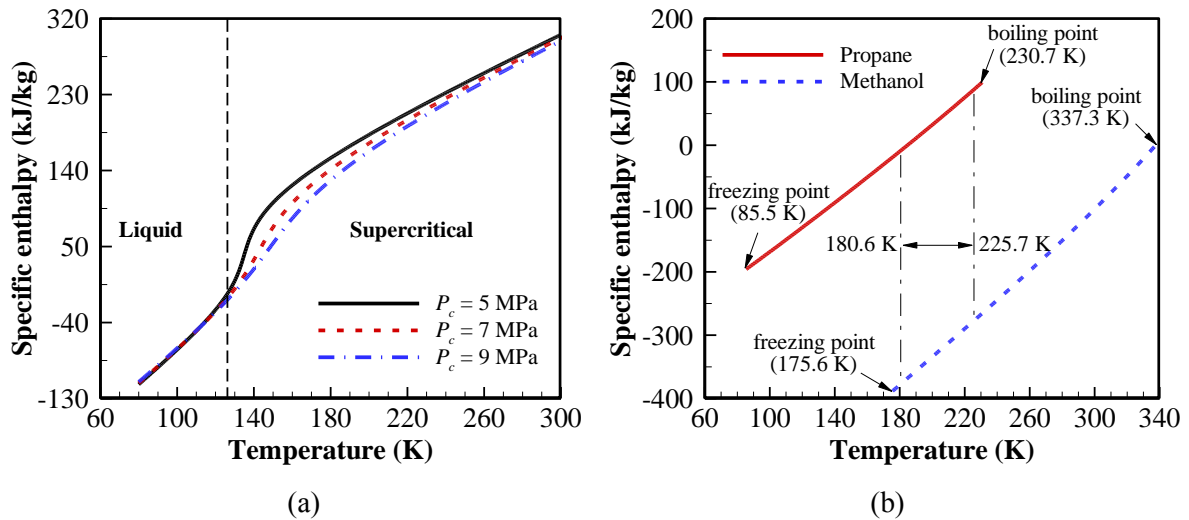 320
230
140
50
-40
-130
Specific enthalpy (kJ/kg)
Liquid
Supercritical
P_c = 5 MPa
P_c = 7 MPa
P_c = 9 MPa
60 100 140 180 220 260 300
Temperature (K)
(a)
200
100
0
-100
-200
-300
-400
Specific enthalpy (kJ/kg)
Propane
Methanol
boiling point
(230.7 K)
boiling point
(337.3 K)
freezing point
(85.5 K)
180.6 K
225.7 K
freezing point
(175.6 K)
60 100 140 180 220 260 300 340
Temperature (K)
(b)